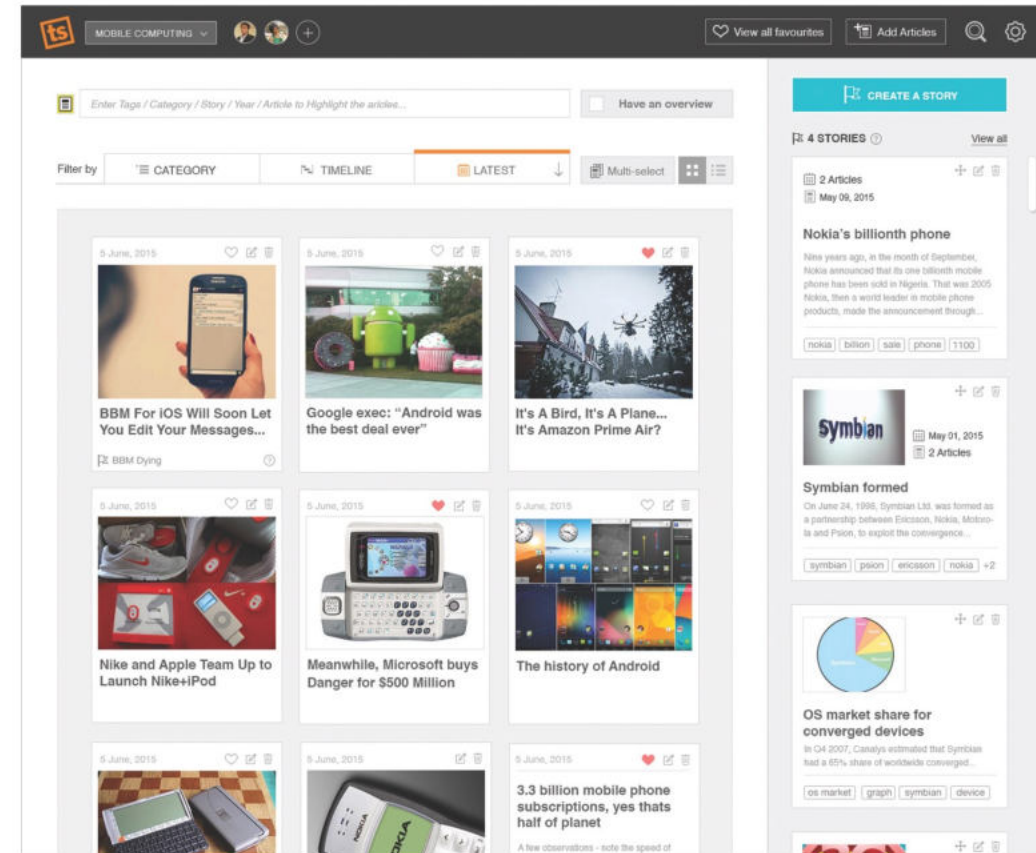 ts
MOBILE COMPUTING
View all favourites
Add Articles
Enter Tags / Category / Story / Year / Article to Highlight the articles...
Have an overview
Filter by
CATEGORY
TIMELINE
LATEST
Multi-select
5 June, 2015
BBM For iOS Will Soon Let
You Edit Your Messages...
BBM Dying
5 June, 2015
Google exec: “Android was
the best deal ever”
5 June, 2015
It's A Bird, It's A Plane...
It's Amazon Prime Air?
5 June, 2015
Nike and Apple Team Up to
Launch Nike+iPod
5 June, 2015
Meanwhile, Microsoft buys
Danger for $500 Million
5 June, 2015
The history of Android
5 June, 2015
5 June, 2015
NOKIA
NOKIA
5 June, 2015
3.3 billion mobile phone
subscriptions, yes thats
half of planet
A few observations - note the speed of
CREATE A STORY
4 STORIES
View all
2 Articles
May 09, 2015
Nokia’s billionth phone
Nine years ago, in the month of September,
Nokia announced that its one billionth mobile
phone has been sold in Nigeria. That was 2005
Nokia, then a world leader in mobile phone
products, made the announcement through...
nokia billion sale phone 1100
symbian
May 01, 2015
2 Articles
Symbian formed
On June 24, 1998, Symbian Ltd. was formed as
a partnership between Ericsson, Nokia, Motoro-
la and Psion, to exploit the convergence...
symbian psion ericsson nokia +2
Symbian
OS market share for
converged devices
In Q4 2007, Canalys estimated that Symbian
had a 65% share of worldwide converged...
os market graph symbian device